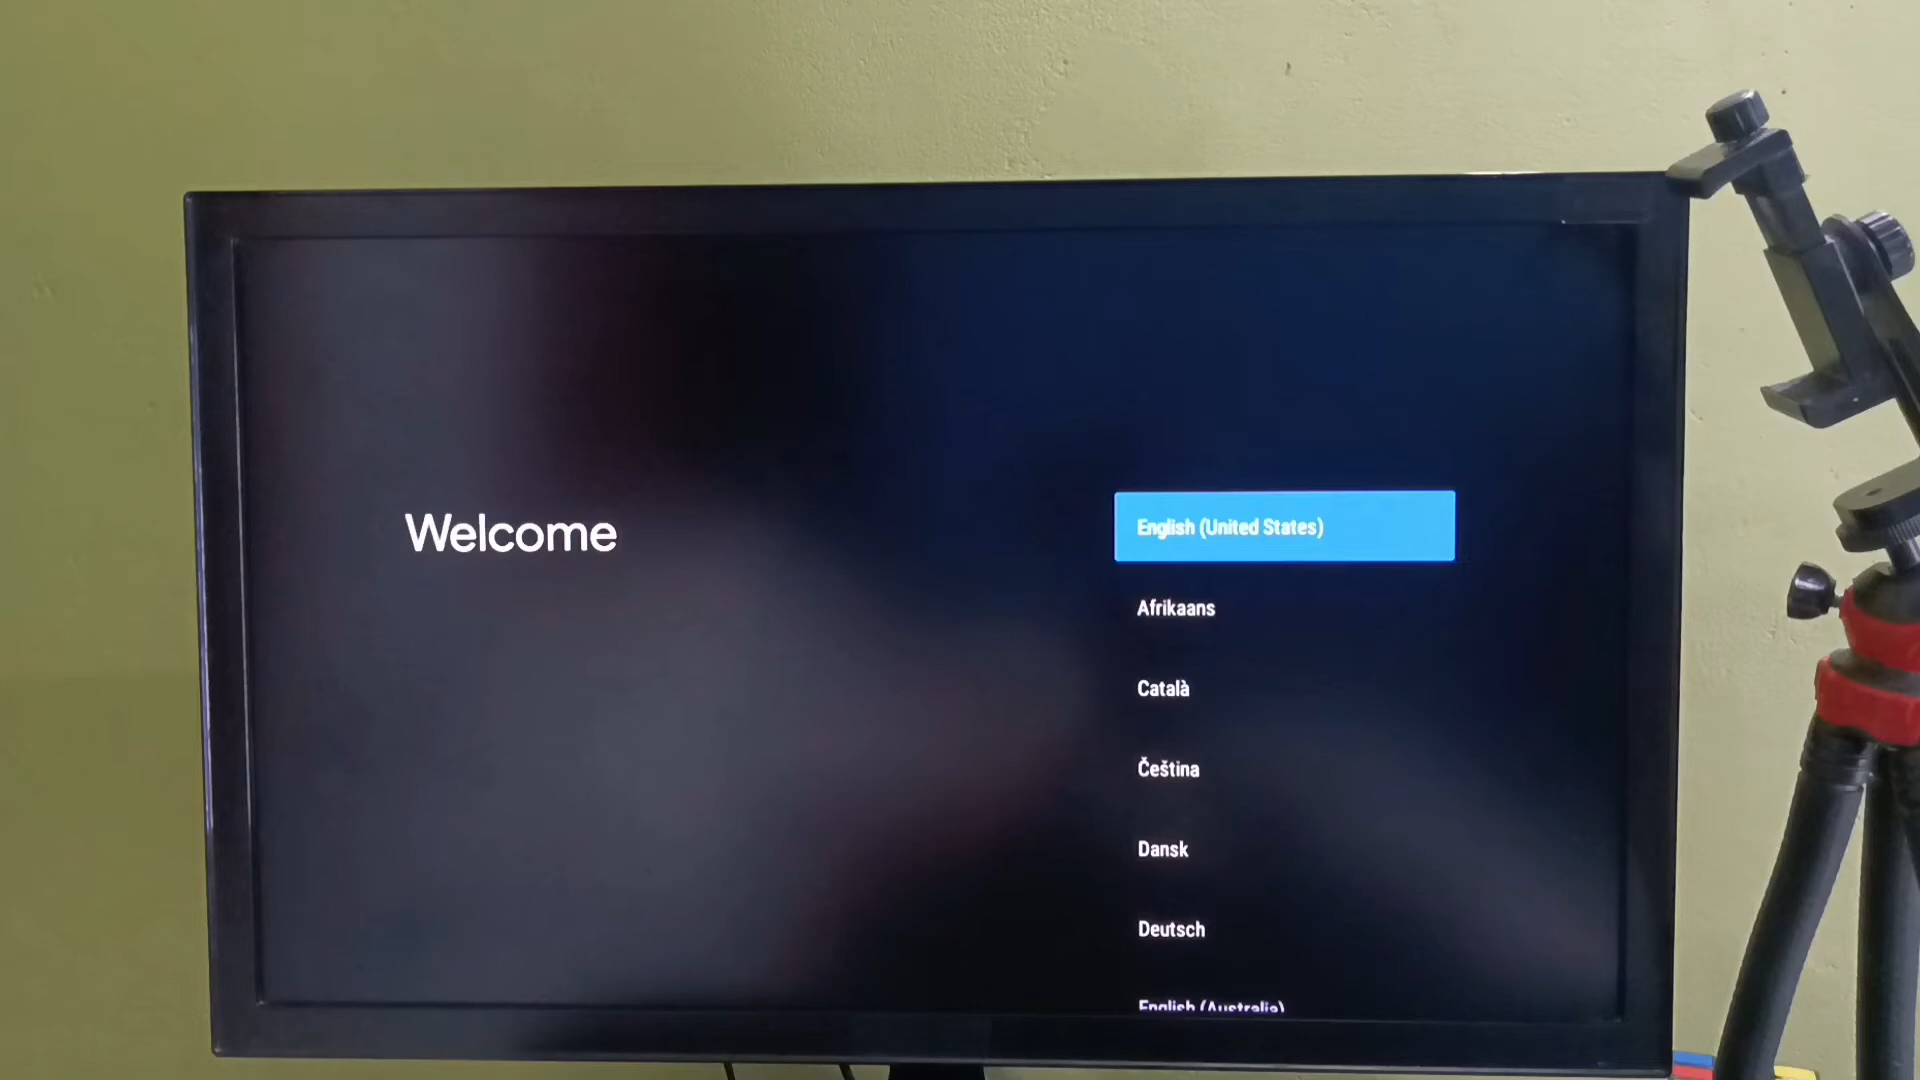 Welcome
English (United States)
Afrikaans
Català
Čeština
Dansk
Deutsch
English (Australia)